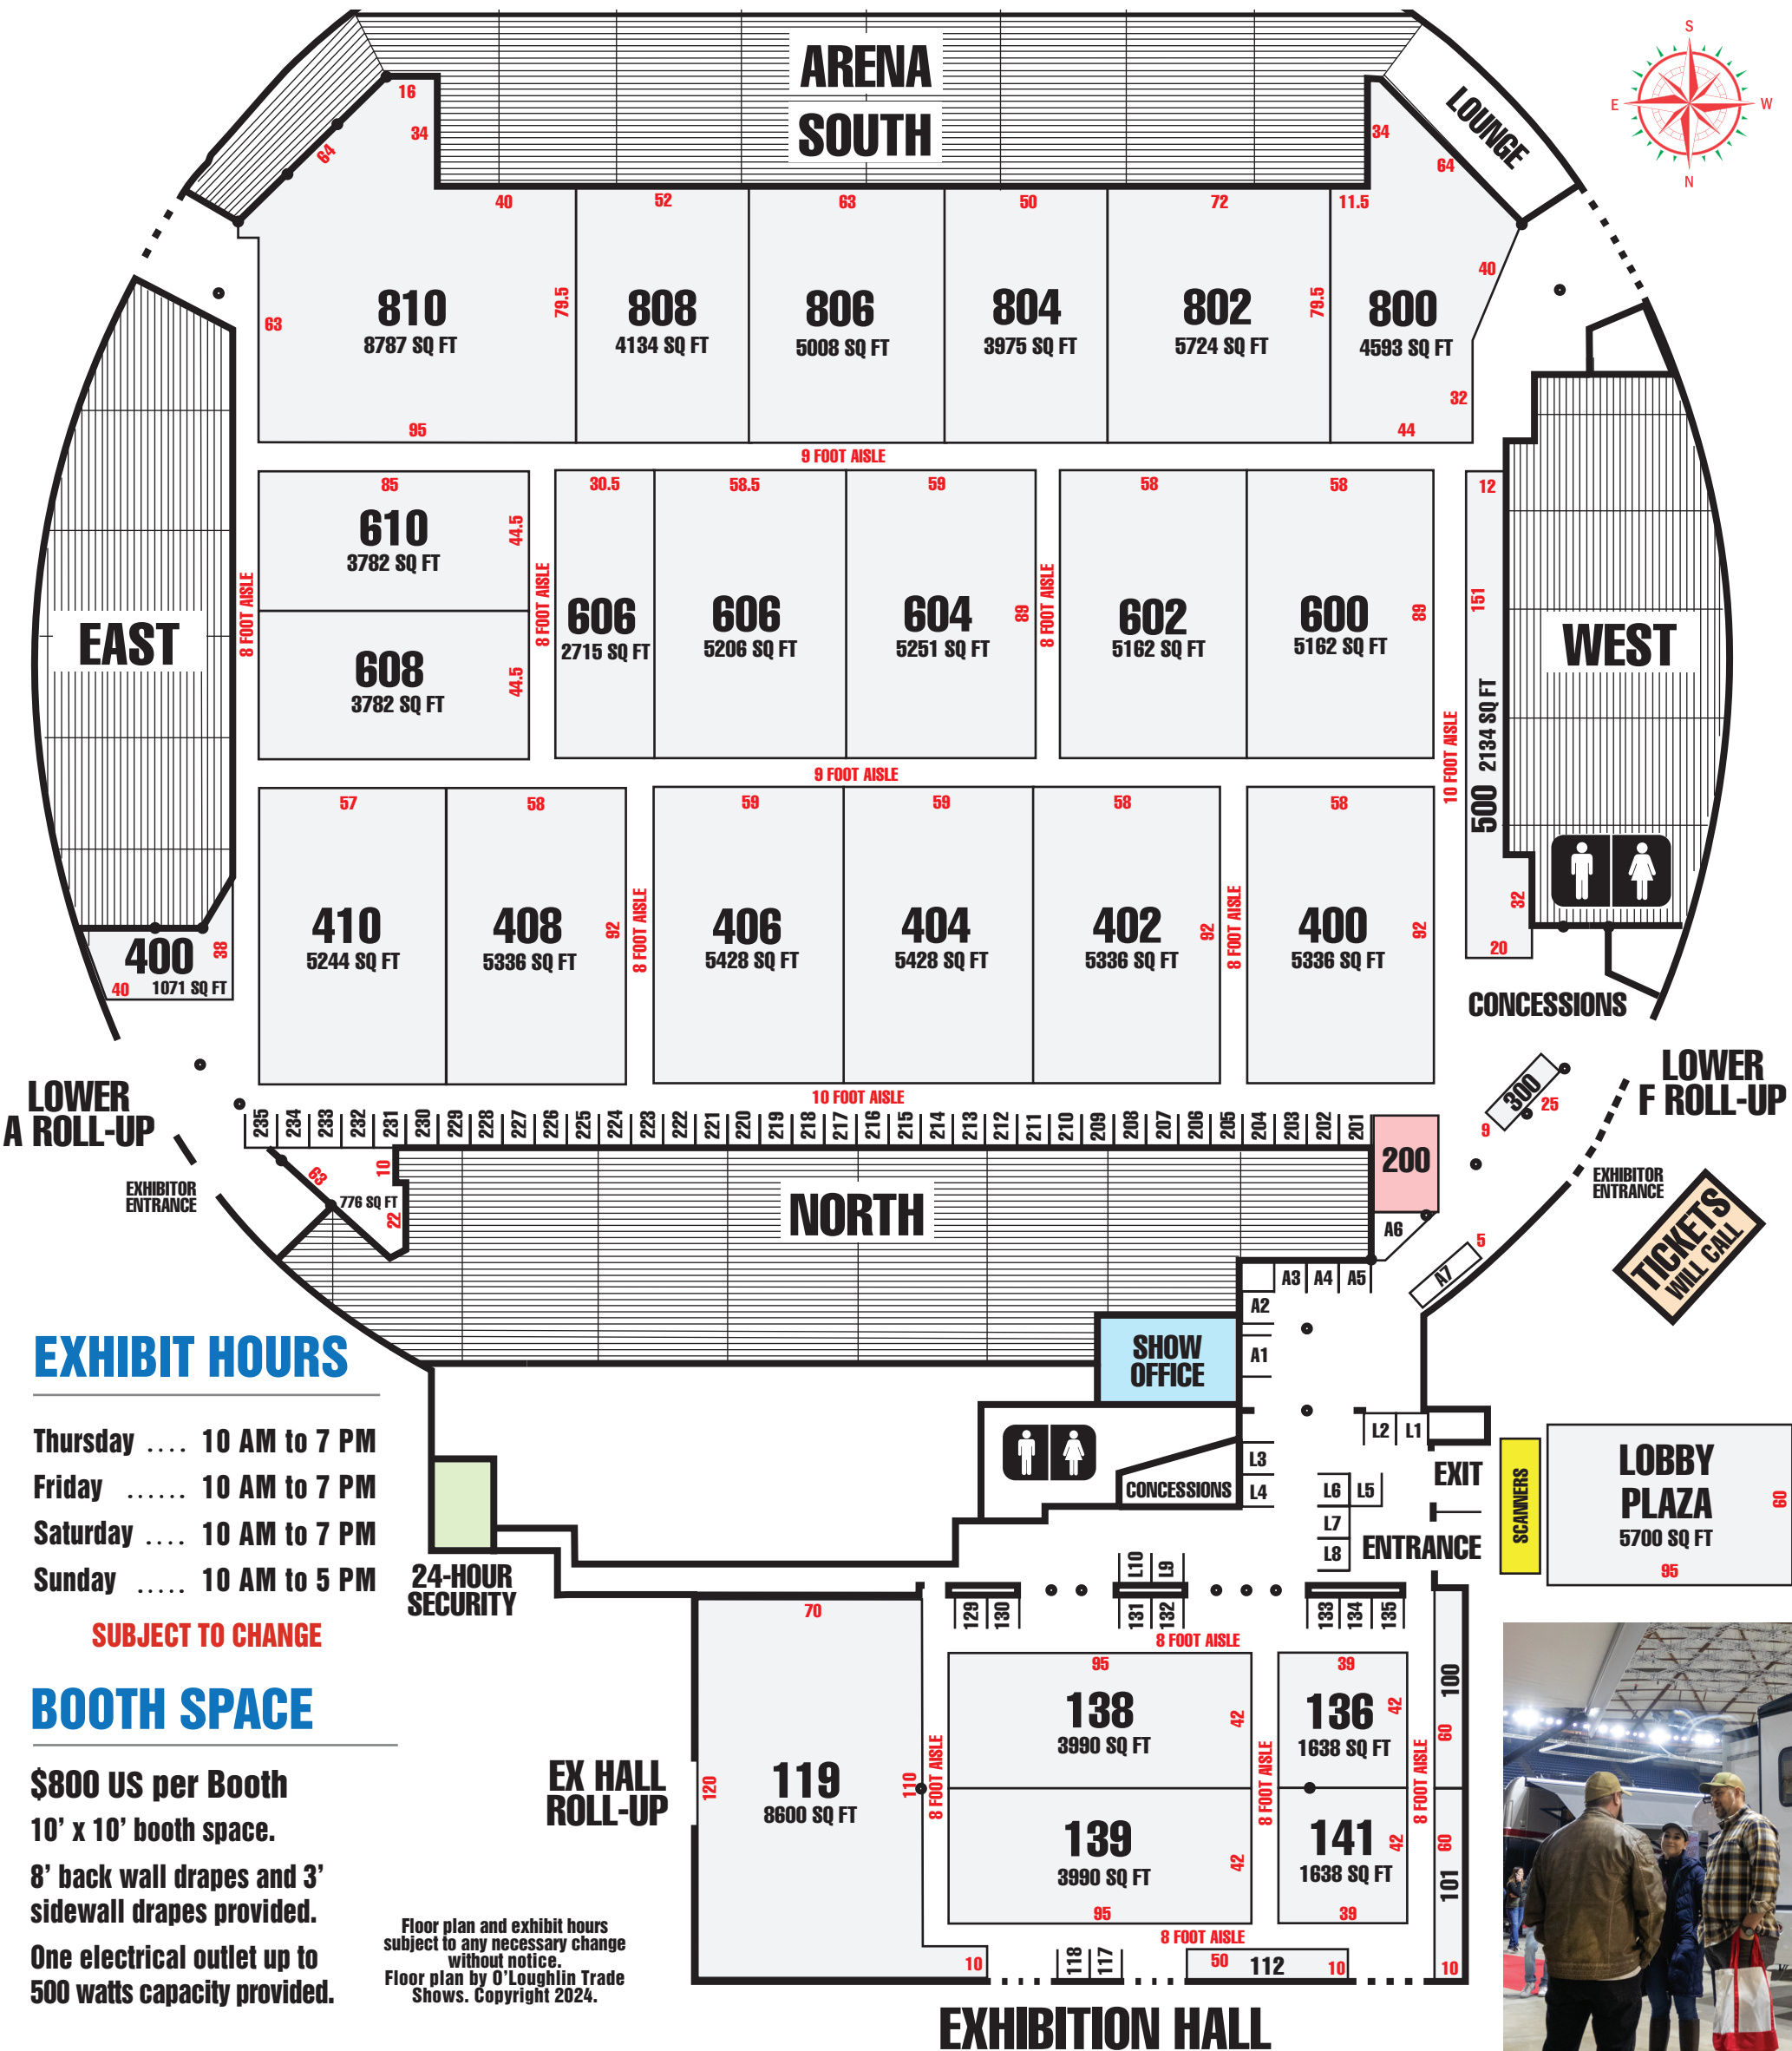 ARENA
SOUTH
S
E
W
N
LOUNGE
16
34
64
34
64
40
52
63
50
72
11.5
810
8787 SQ FT
63
79.5
95
808
4134 SQ FT
806
5008 SQ FT
804
3975 SQ FT
802
5724 SQ FT
79.5
800
4593 SQ FT
40
32
44
9 FOOT AISLE
85
610
3782 SQ FT
44.5
608
3782 SQ FT
44.5
8 FOOT AISLE
8 FOOT AISLE
30.5
606
2715 SQ FT
58.5
606
5206 SQ FT
59
604
5251 SQ FT
89
8 FOOT AISLE
58
602
5162 SQ FT
58
600
5162 SQ FT
89
12
151
500 2134 SQ FT
10 FOOT AISLE
32
20
EAST
WEST
9 FOOT AISLE
57
410
5244 SQ FT
58
408
5336 SQ FT
92
8 FOOT AISLE
59
406
5428 SQ FT
59
404
5428 SQ FT
58
402
5336 SQ FT
92
8 FOOT AISLE
58
400
5336 SQ FT
92
400
38
40
1071 SQ FT
CONCESSIONS
LOWER
A ROLL-UP
LOWER
F ROLL-UP
10 FOOT AISLE
235 234 233 232 231 230 229 228 227 226 225 224 223 222 221 220 219 218 217 216 215 214 213 212 211 210 209 208 207 206 205 204 203 202 201
200
300
25
9
EXHIBITOR
ENTRANCE
EXHIBITOR
ENTRANCE
63
10
776 SQ FT
22
NORTH
A6
5
A7
TICKETS
WILL CALL
A3 A4 A5
A2
A1
SHOW
OFFICE
L2 L1
L3
L4
L6 L5
L7
L8
CONCESSIONS
EXIT
ENTRANCE
SCANNERS
LOBBY
PLAZA
5700 SQ FT
60
95
EXHIBIT HOURS
Thursday .... 10 AM to 7 PM
Friday ...... 10 AM to 7 PM
Saturday .... 10 AM to 7 PM
Sunday ..... 10 AM to 5 PM
SUBJECT TO CHANGE
24-HOUR
SECURITY
L10 L9
129 130
131 132
133 134 135
8 FOOT AISLE
70
119
8600 SQ FT
120
110
10
8 FOOT AISLE
95
138
3990 SQ FT
42
139
3990 SQ FT
42
95
8 FOOT AISLE
39
136
1638 SQ FT
42
141
1638 SQ FT
42
39
8 FOOT AISLE
100
60
60
101
10
8 FOOT AISLE
118 117
50 112 10
EX HALL
ROLL-UP
EXHIBITION HALL
BOOTH SPACE
$800 US per Booth
10’ x 10’ booth space.
8’ back wall drapes and 3’
sidewall drapes provided.
One electrical outlet up to
500 watts capacity provided.
Floor plan and exhibit hours
subject to any necessary change
without notice.
Floor plan by O’Loughlin Trade
Shows. Copyright 2024.